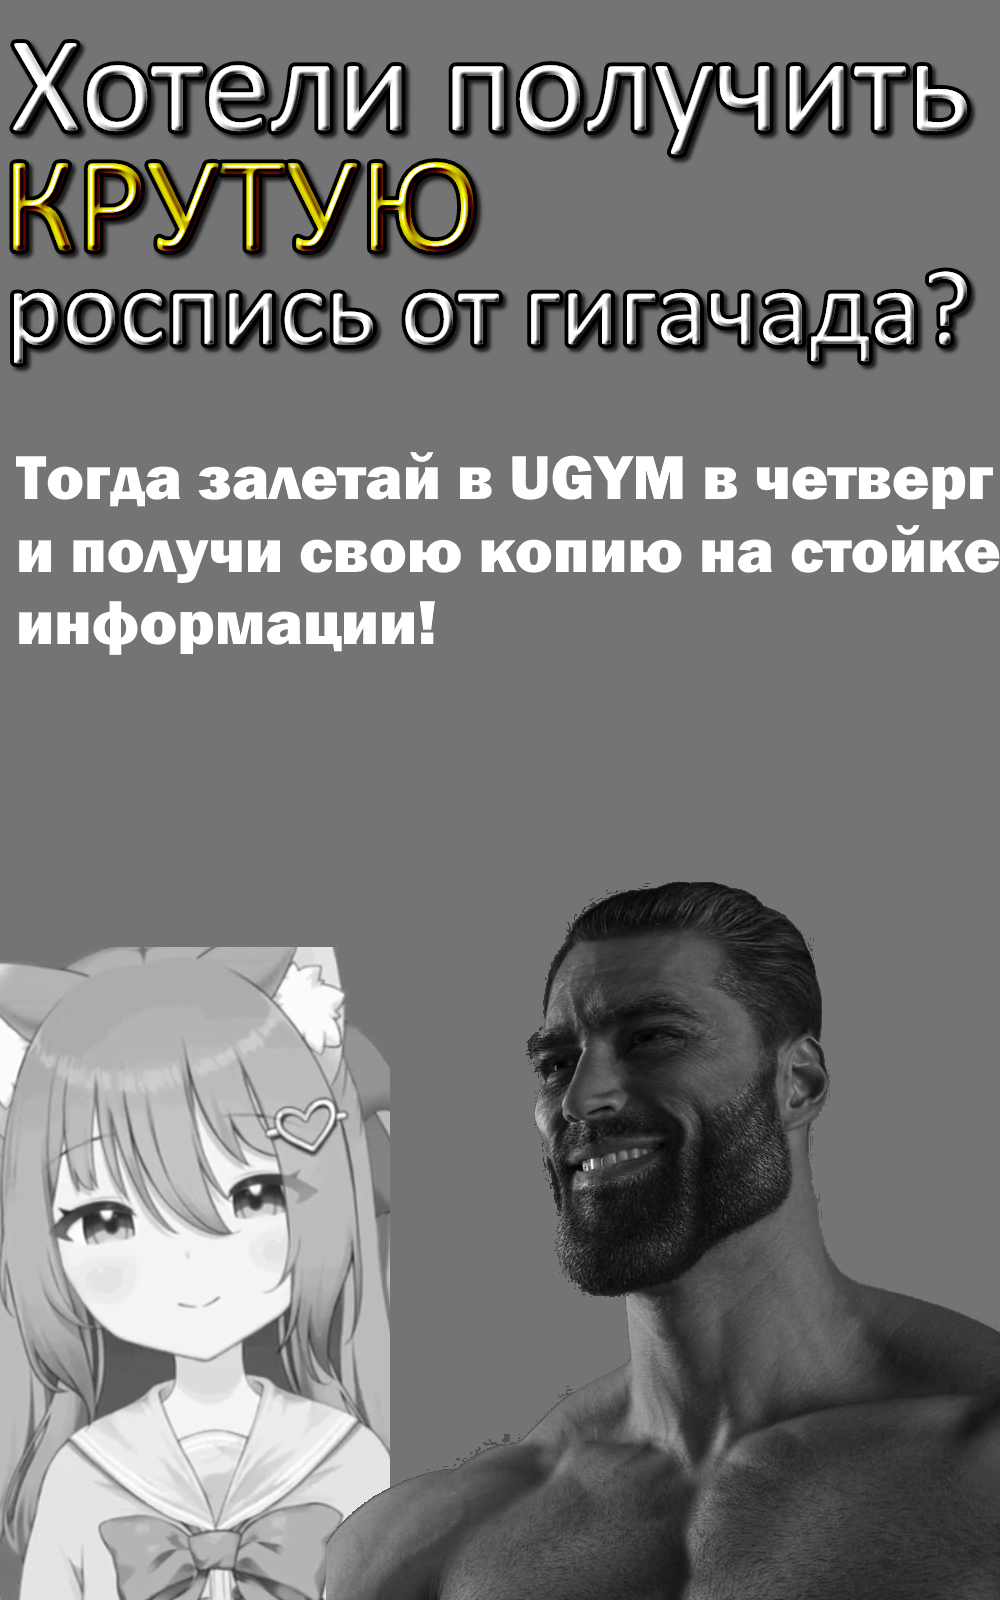 Хотели получить
КРУТУЮ
роспись от гигачада?
Тогда залетай в UGYM в четверг
и получи свою копию на стойке
информации!